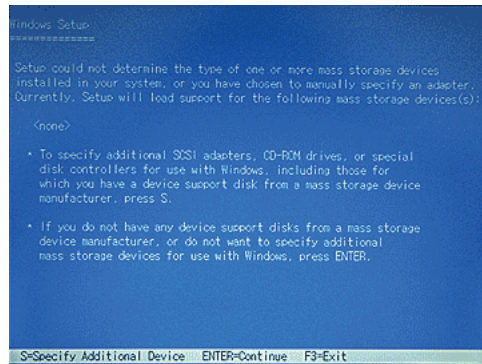 Windows Setup
==============
Setup could not determine the type of one or more mass storage devices
installed in your system, or you have chosen to manually specify an adapter.
Currently, Setup will load support for the following mass storage devices(s):
<none>
* To specify additional SCSI adapters, CD-ROM drives, or special
disk controllers for use with Windows, including those for
which you have a device support disk from a mass storage device
manufacturer, press S.
* If you do not have any device support disks from a mass storage
device manufacturer, or do not want to specify additional
mass storage devices for use with Windows, press ENTER.
S=Specify Additional Device ENTER=Continue F3=Exit